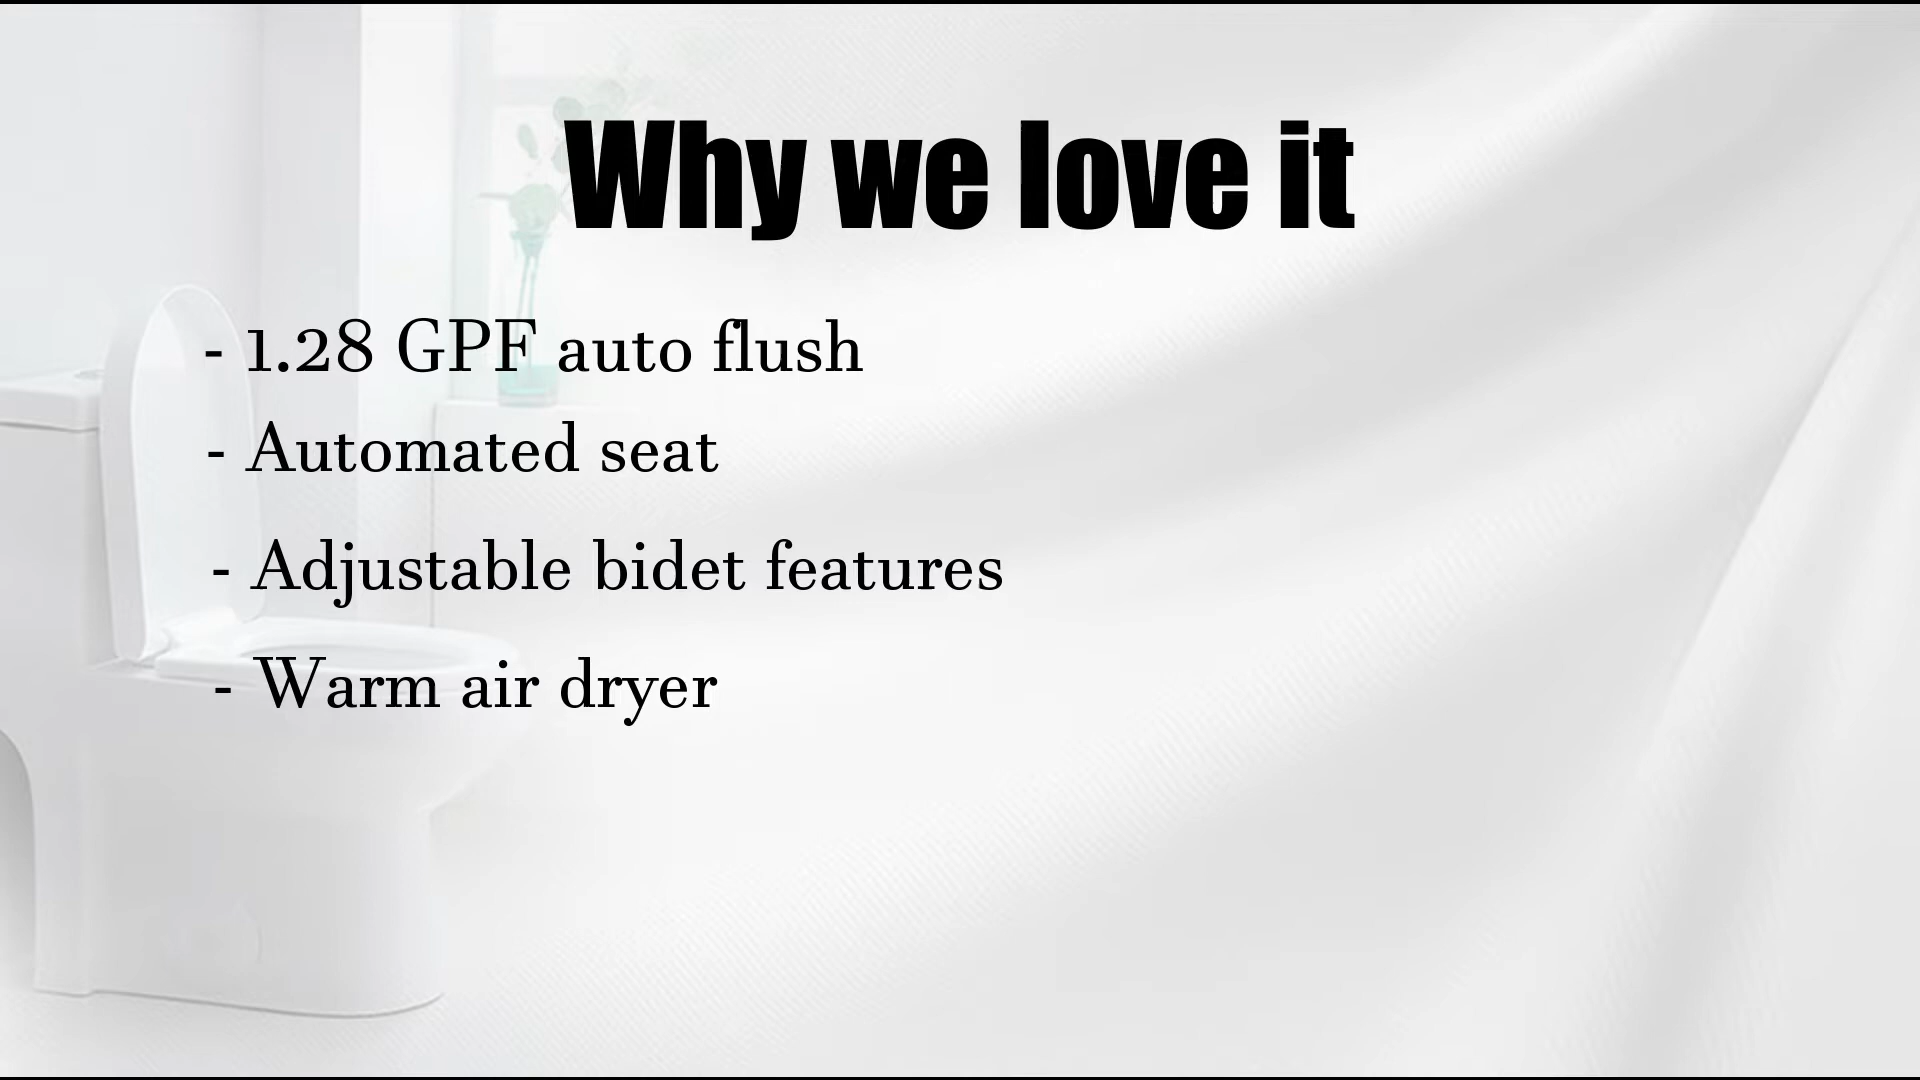 Why we love it
- 1.28 GPF auto flush
- Automated seat
- Adjustable bidet features
- Warm air dryer